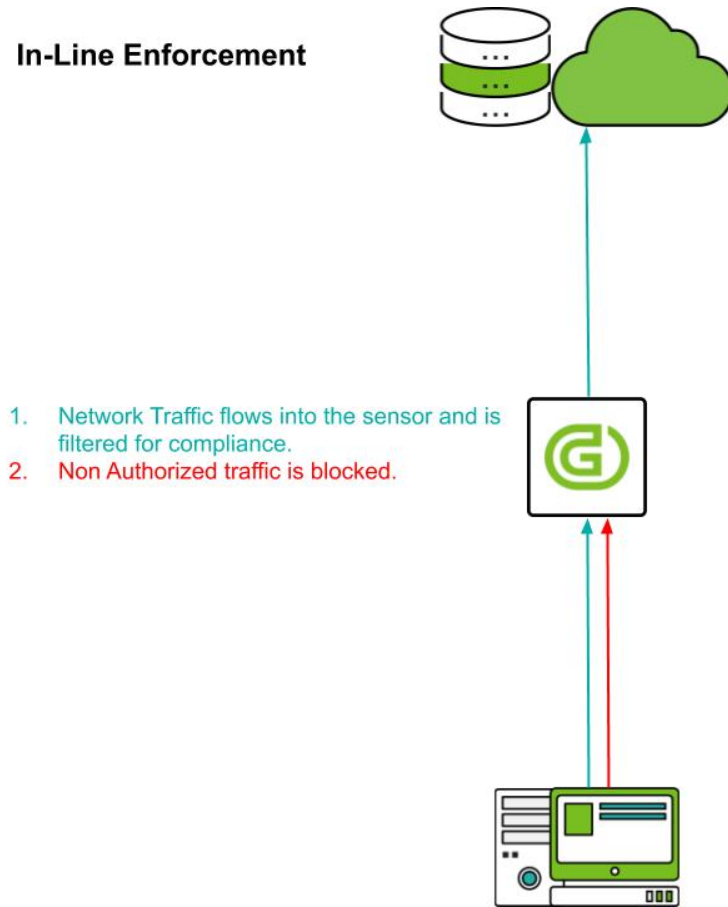 In-Line Enforcement
1. Network Traffic flows into the sensor and is
filtered for compliance.
2. Non Authorized traffic is blocked.
G